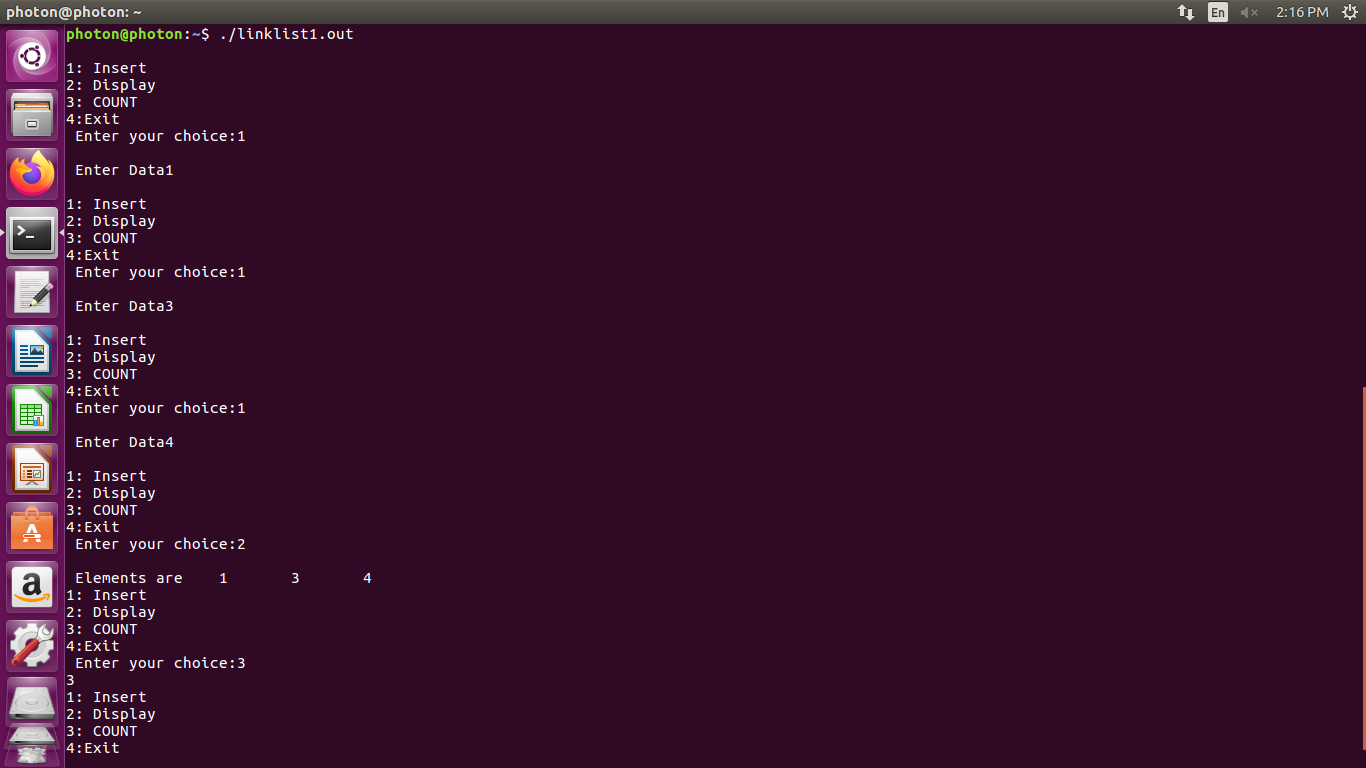 photon@photon: ~
En
2:16 PM
photon@photon:~$ ./linklist1.out
1: Insert
2: Display
3: COUNT
4:Exit
Enter your choice:1
Enter Data1
1: Insert
2: Display
3: COUNT
4:Exit
Enter your choice:1
Enter Data3
1: Insert
2: Display
3: COUNT
4:Exit
Enter your choice:1
Enter Data4
1: Insert
2: Display
3: COUNT
4:Exit
Enter your choice:2
Elements are 1 3 4
1: Insert
2: Display
3: COUNT
4:Exit
Enter your choice:3
3
1: Insert
2: Display
3: COUNT
4:Exit